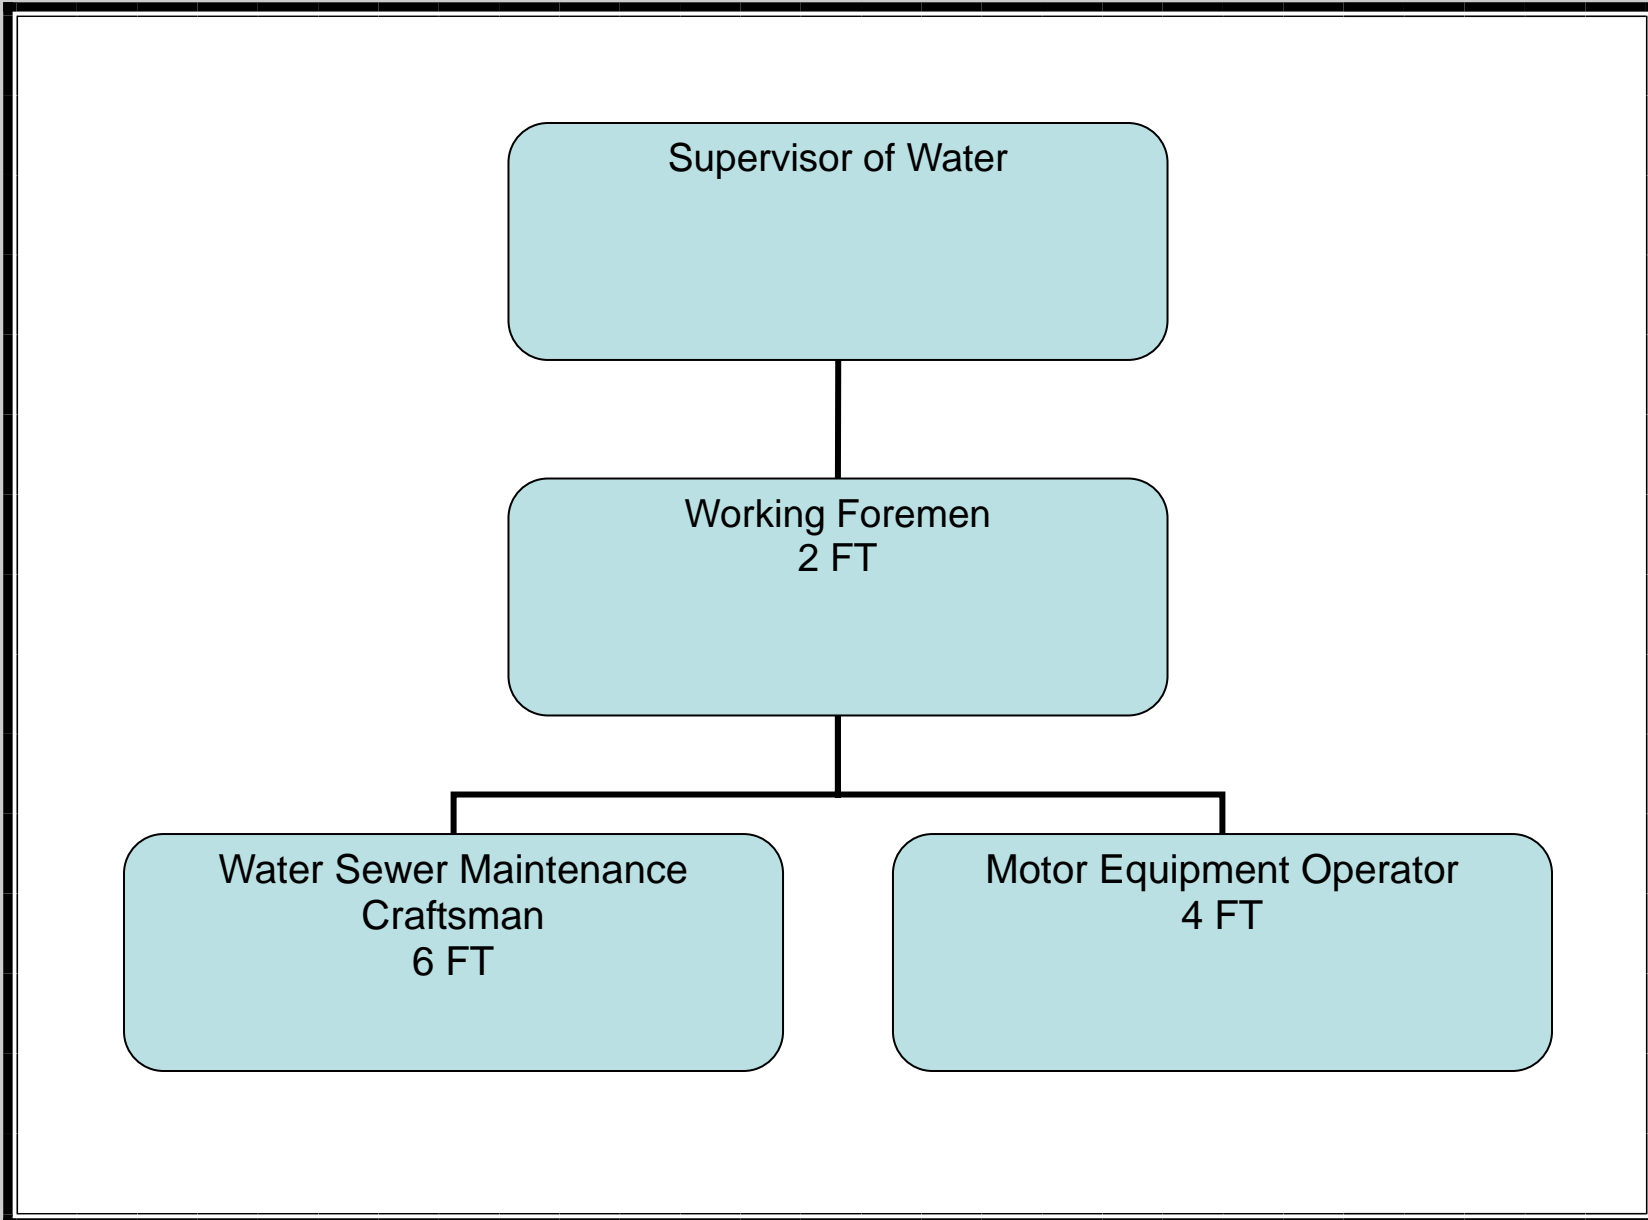 Supervisor of Water
Working Foremen
2 FT
Water Sewer Maintenance
Craftsman
6 FT
Motor Equipment Operator
4 FT